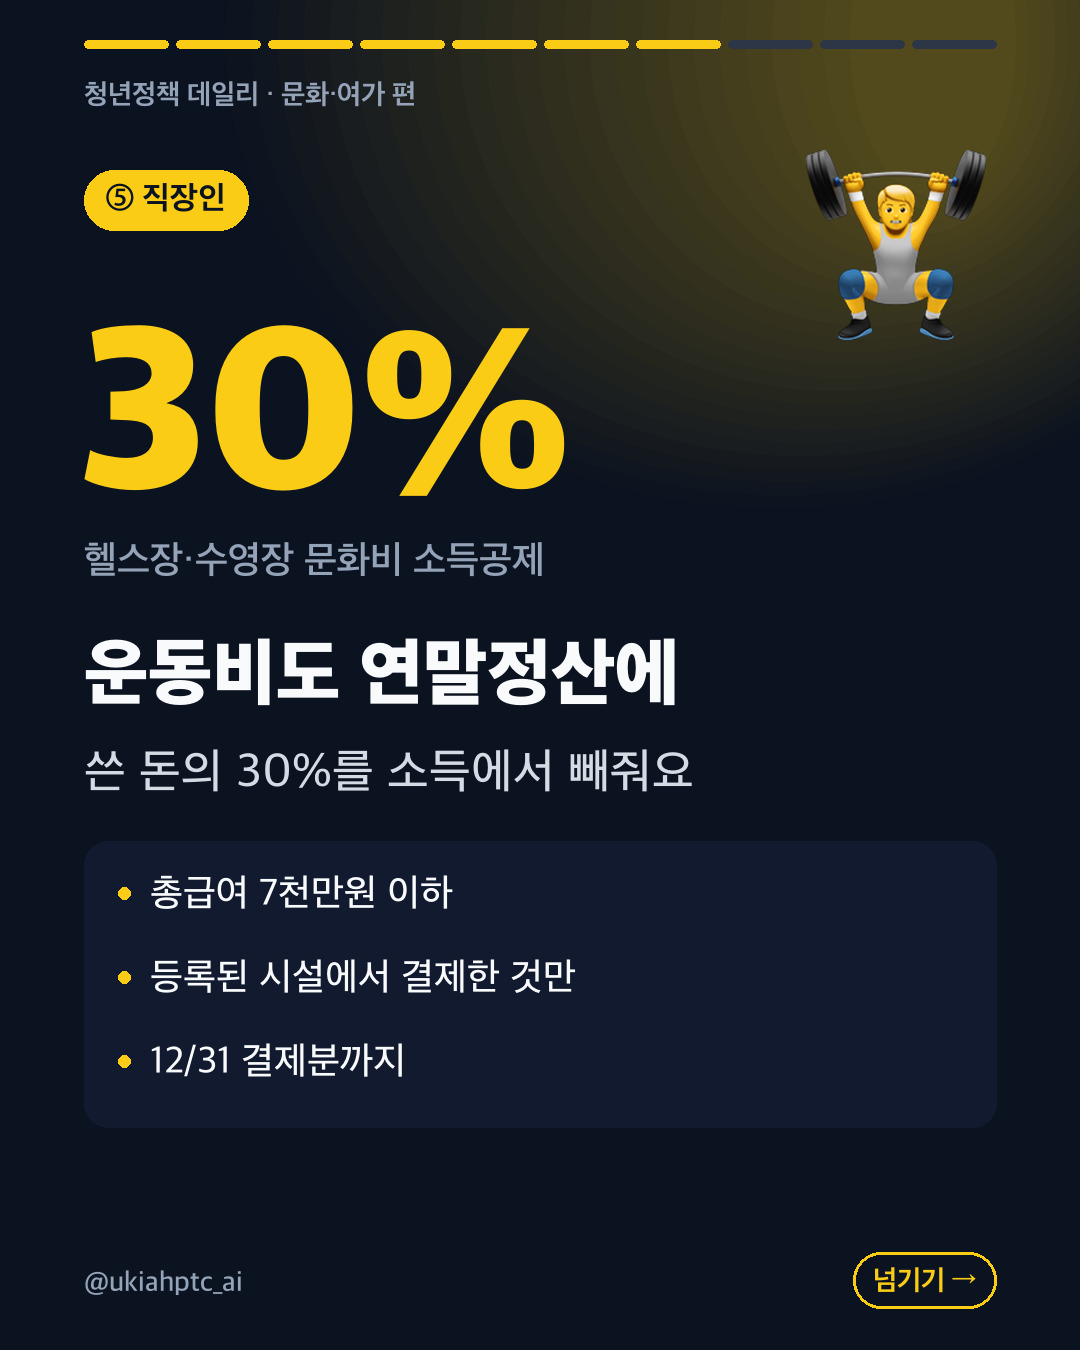 청년정책 데일리 · 문화·여가 편
⑤ 직장인
30%
헬스장·수영장 문화비 소득공제
운동비도 연말정산에
쓴 돈의 30%를 소득에서 빼줘요
• 총급여 7천만원 이하
• 등록된 시설에서 결제한 것만
• 12/31 결제분까지
@ukiahptc_ai
넘기기 →